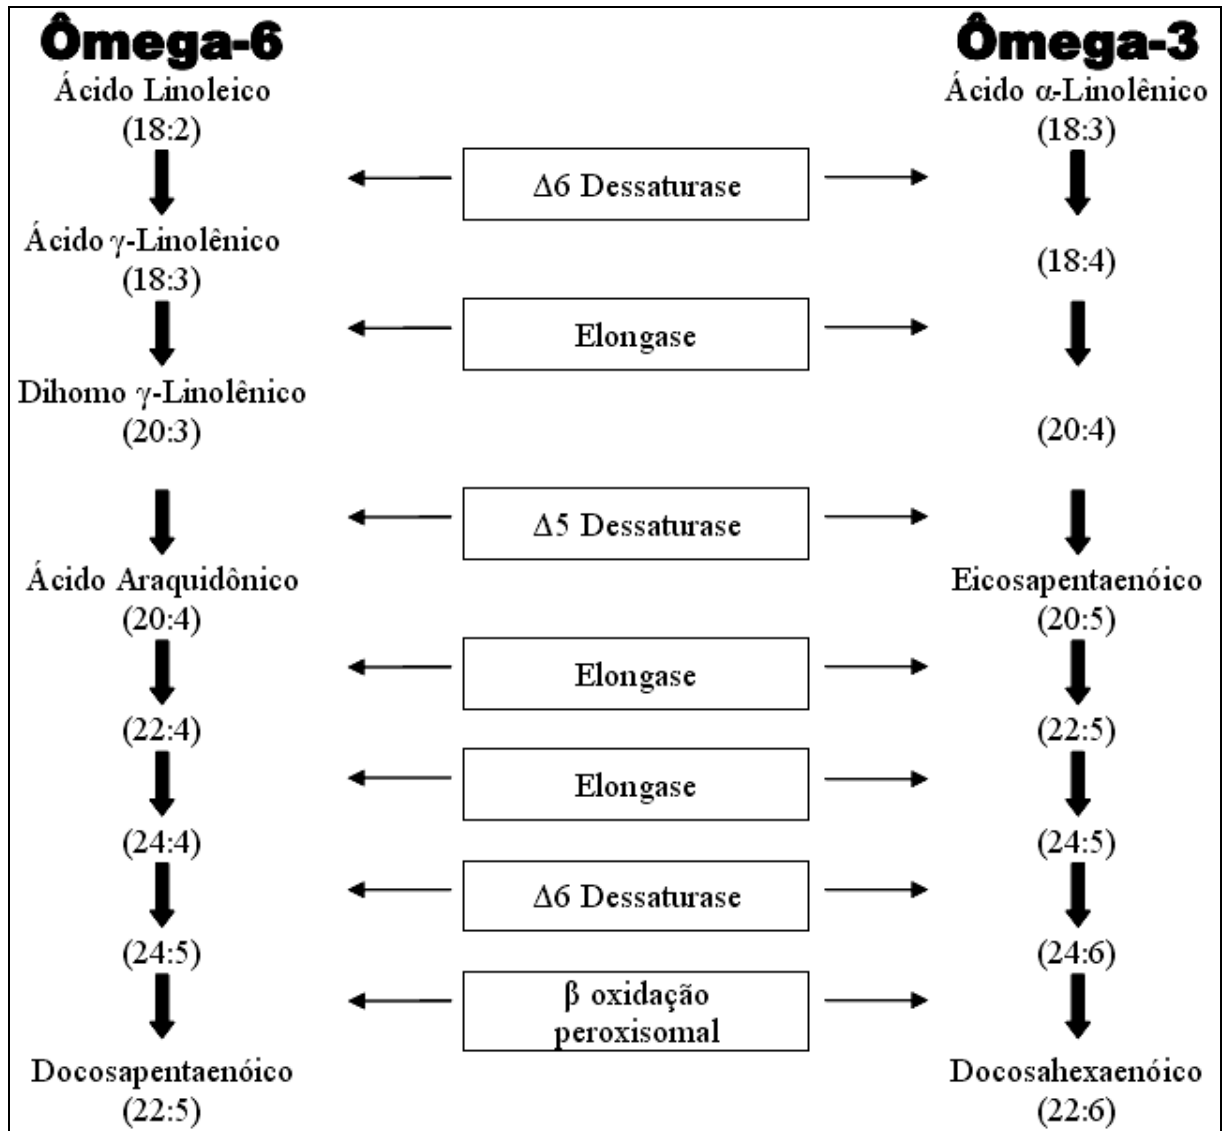 Ômega-6
Ômega-3
Ácido Linoleico
Ácido α-Linolênico
(18:2)
(18:3)
Δ6 Dessaturase
Ácido γ-Linolênico
(18:3)
(18:4)
Elongase
Dihomo γ-Linolênico
(20:3)
(20:4)
Δ5 Dessaturase
Ácido Araquidônico
Eicosapentaenóico
(20:4)
(20:5)
Elongase
(22:4)
(22:5)
Elongase
(24:4)
(24:5)
Δ6 Dessaturase
(24:5)
(24:6)
β oxidação
peroxisomal
Docosapentaenóico
Docosahexaenóico
(22:5)
(22:6)